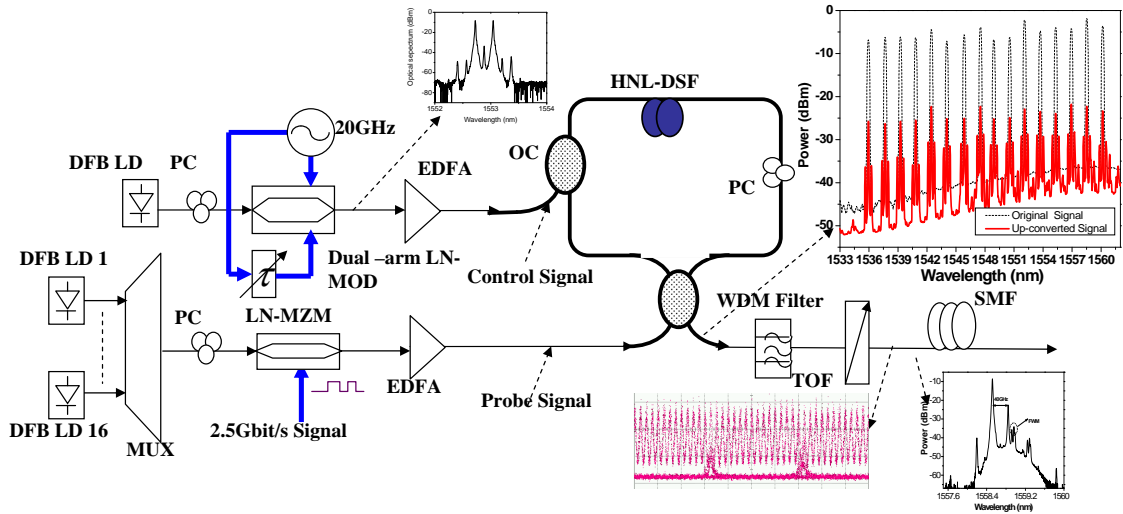 20GHz
DFB LD
PC
EDFA
OC
HNL-DSF
PC
Dual –arm LN-
MOD
τ
Control Signal
DFB LD 1
PC
LN-MZM
MUX
DFB LD 16
2.5Gbit/s Signal
EDFA
Probe Signal
WDM Filter
TOF
SMF
Optical sepectrum (dBm)
0
-20
-40
-60
-80
1552
1553
1554
Wavelength (nm)
Power (dBm)
0
-10
-20
-30
-40
-50
Original Signal
Up-converted Signal
1533 1536 1539 1542 1545 1548 1551 1554 1557 1560
Wavelength (nm)
Power (dBm)
-10
-20
-30
-40
-50
-60
40GHz
FWM
1557.6
1558.4
1559.2
1560
Wavelength (nm)